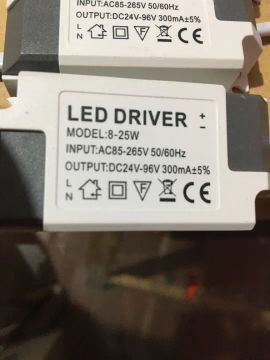 INPUT:AC85-265V 50/60Hz
OUTPUT:DC24V-96V 300mA±5%
L
N
F CE
LED DRIVER + −
MODEL:8-25W
INPUT:AC85-265V 50/60Hz
OUTPUT:DC24V-96V 300mA±5%
L
N
F CE